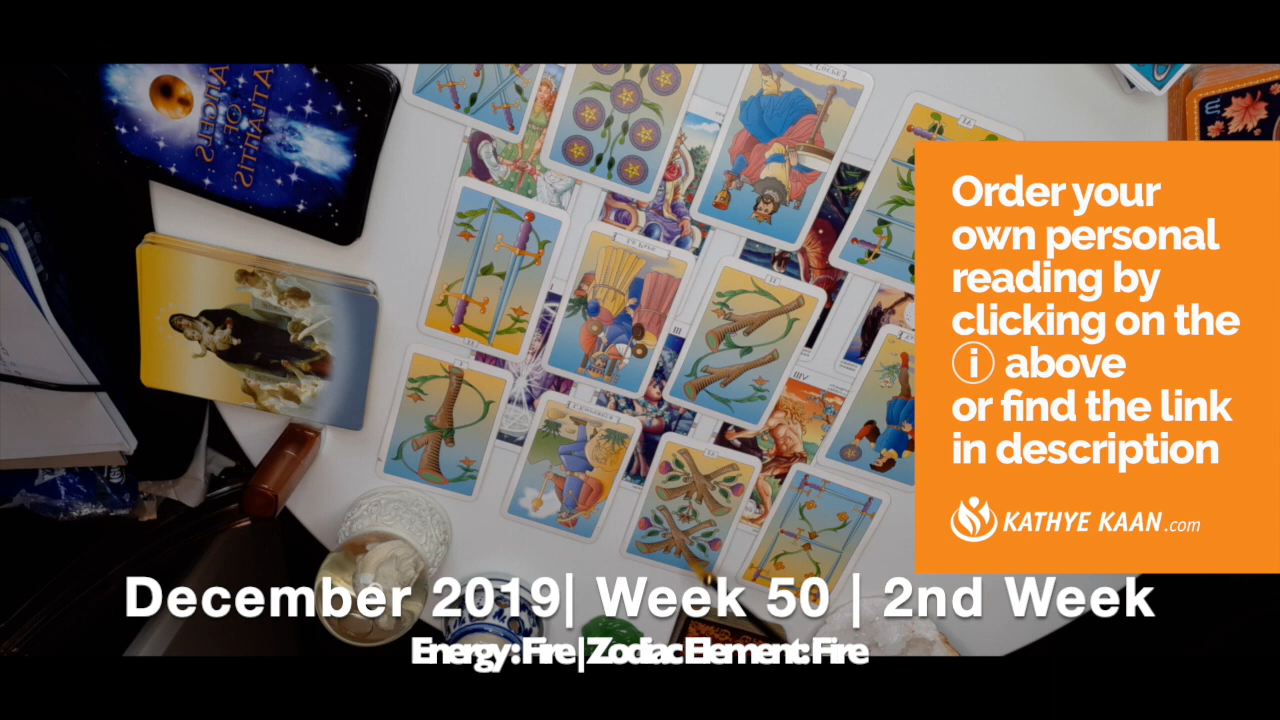 ANGELS
OF
ATLANTIS
Order your
own personal
reading by
clicking on the
i above
or find the link
in description
KATHYE KAAN.com
December 2019| Week 50 | 2nd Week
Energy: Fire | Zodiac Element: Fire